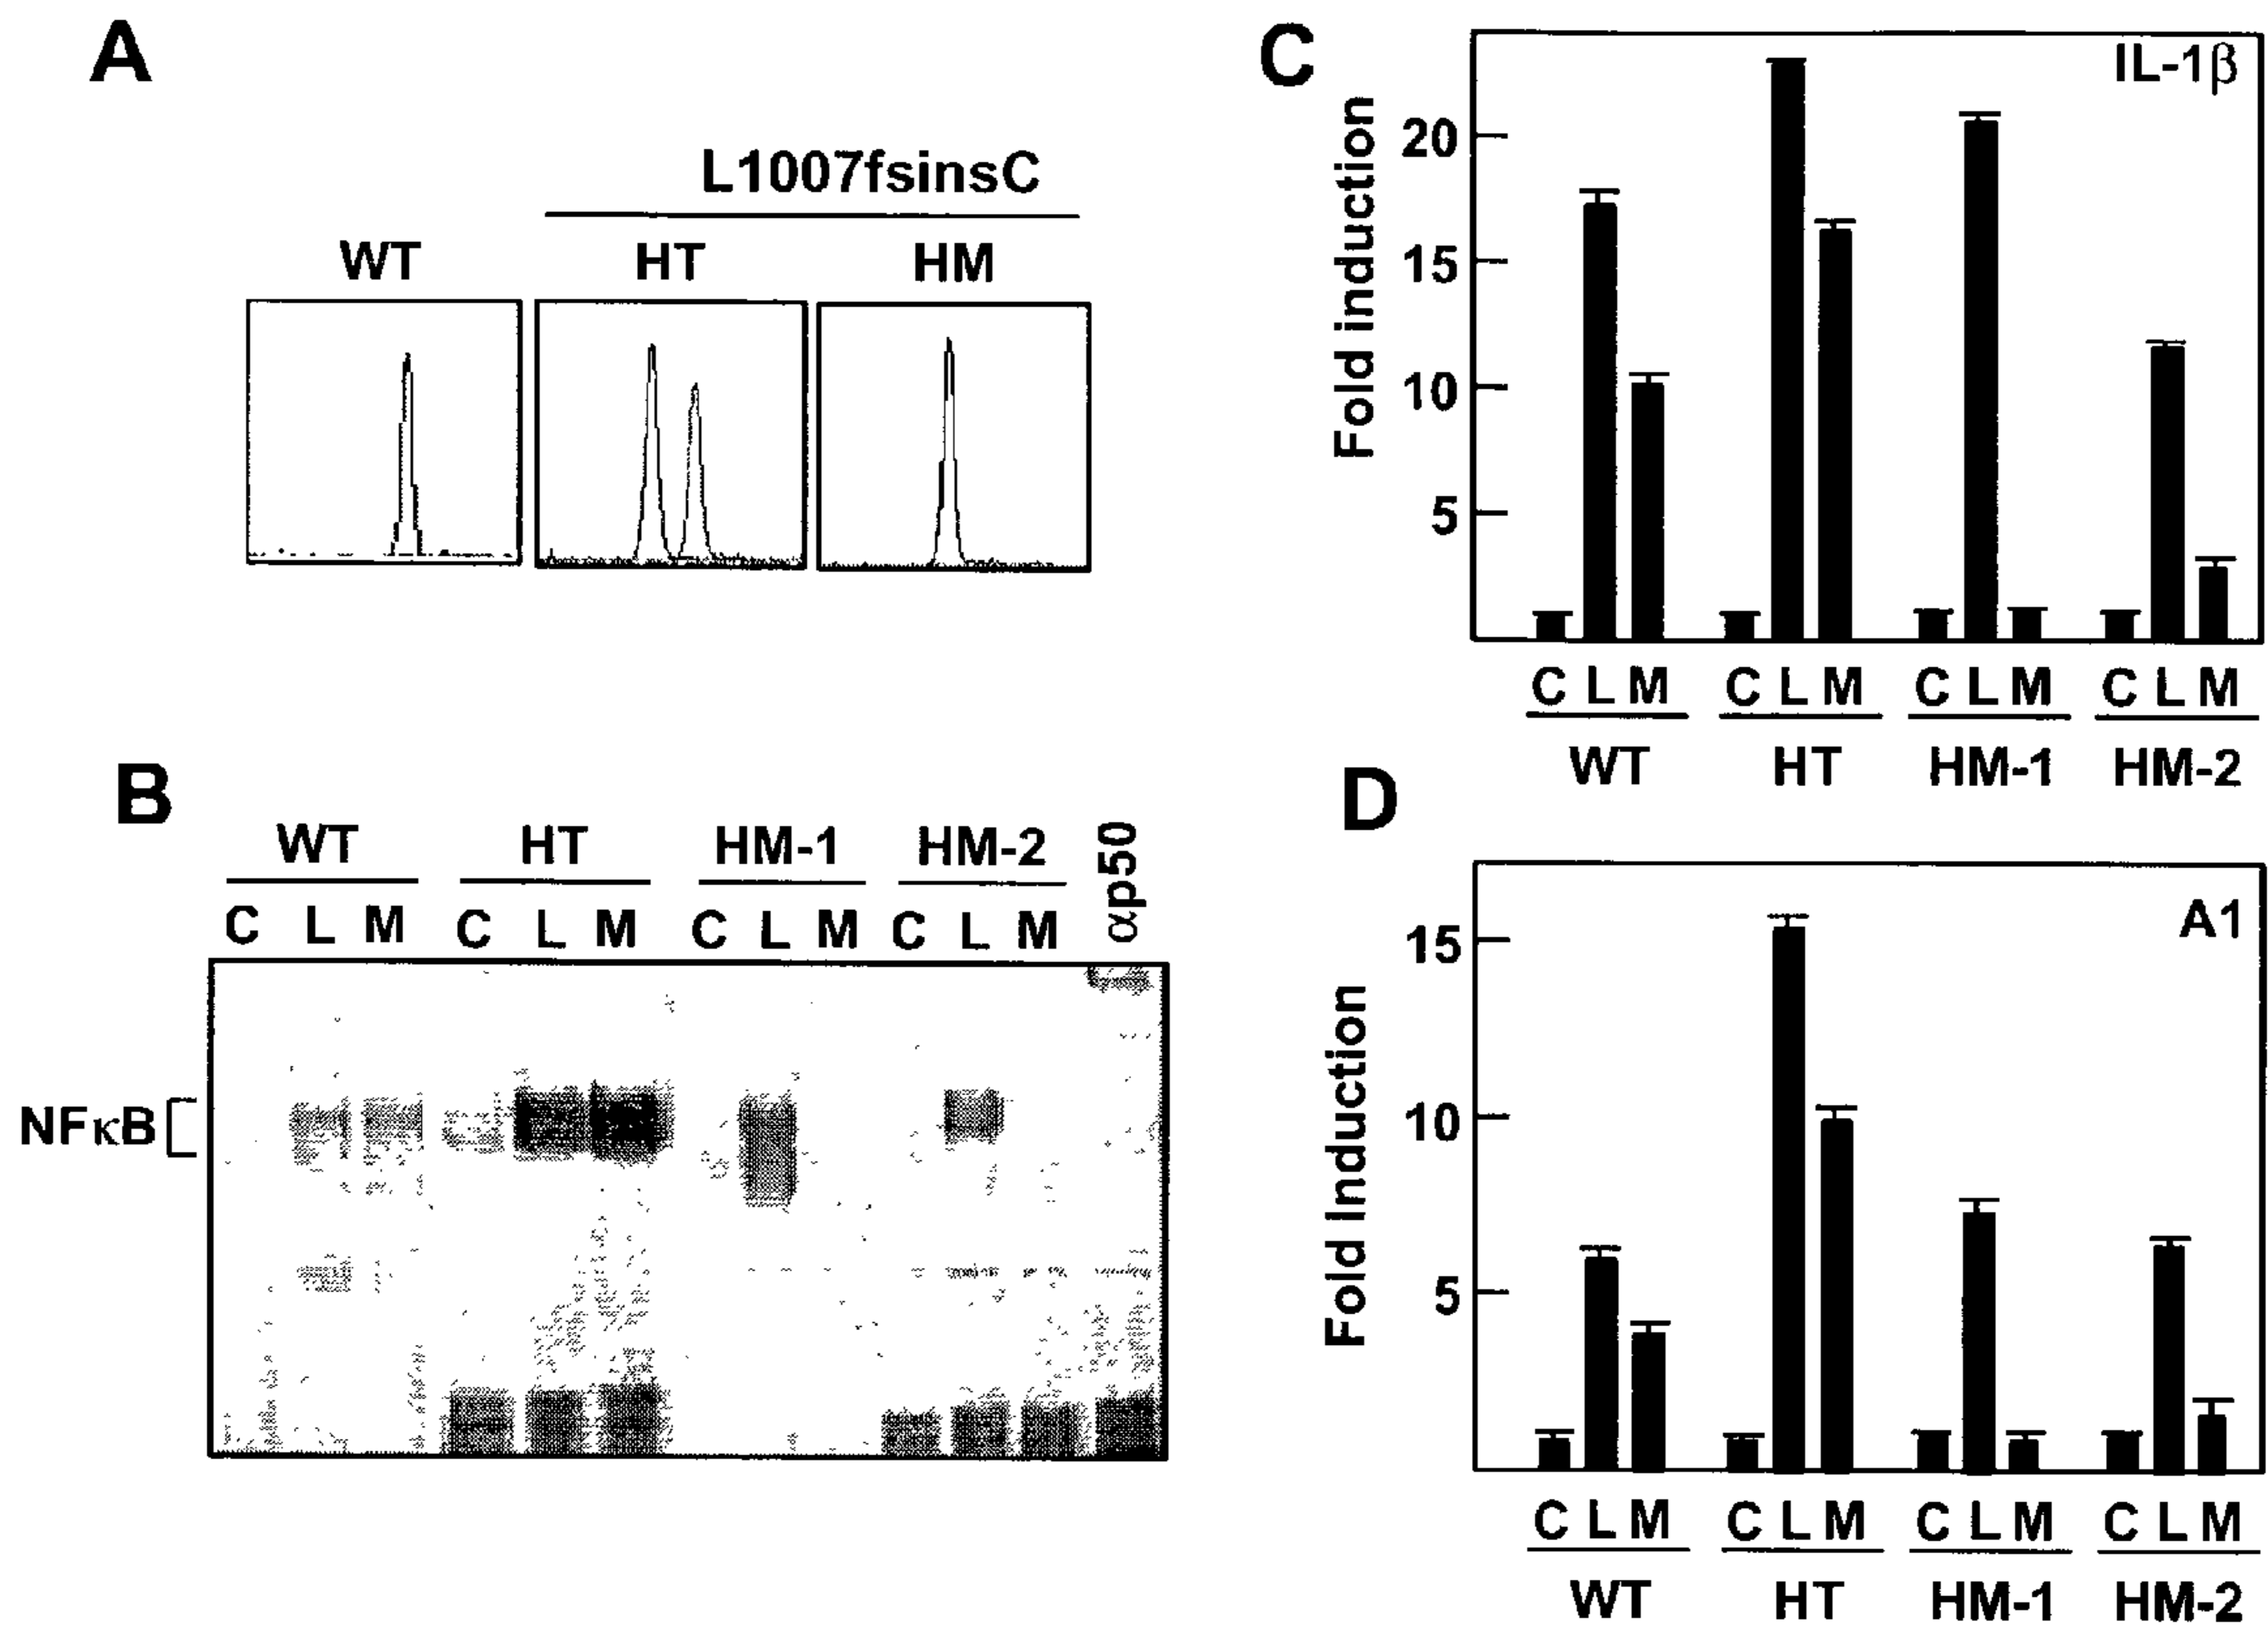 A
L1007fsinsC
WT HT HM
B
WT HT HM-1 HM-2 αp50
C L M C L M C L M C L M
NFκB
C
IL-1β
Fold induction
20
15
10
5
C L M C L M C L M C L M
WT HT HM-1 HM-2
D
A1
Fold Induction
15
10
5
C L M C L M C L M C L M
WT HT HM-1 HM-2